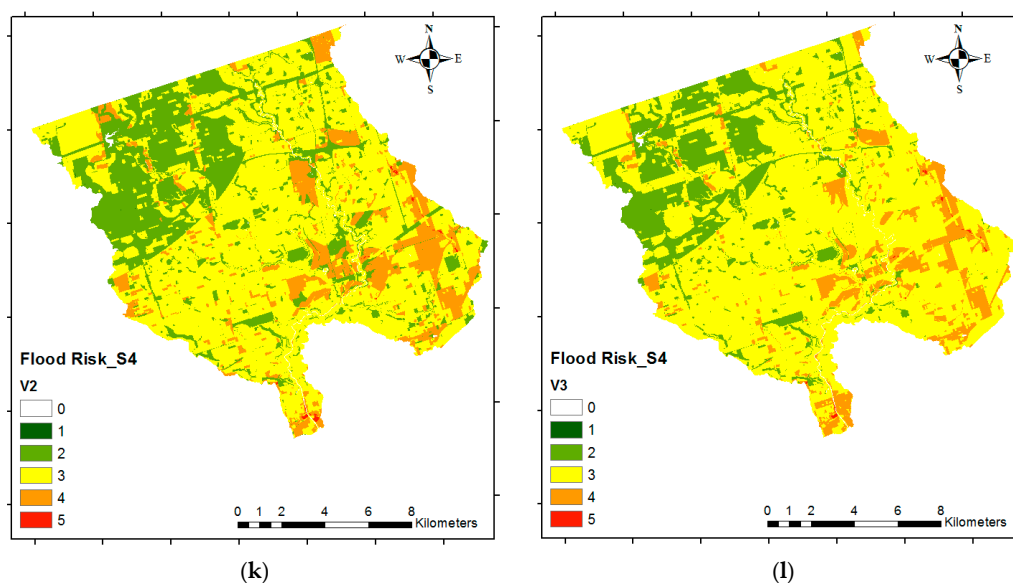 N
W E
S
Flood Risk_S4
V2
0
1
2
3
4
5
0 1 2 4 6 8
Kilometers
(k)
N
W E
S
Flood Risk_S4
V3
0
1
2
3
4
5
0 1 2 4 6 8
Kilometers
(l)